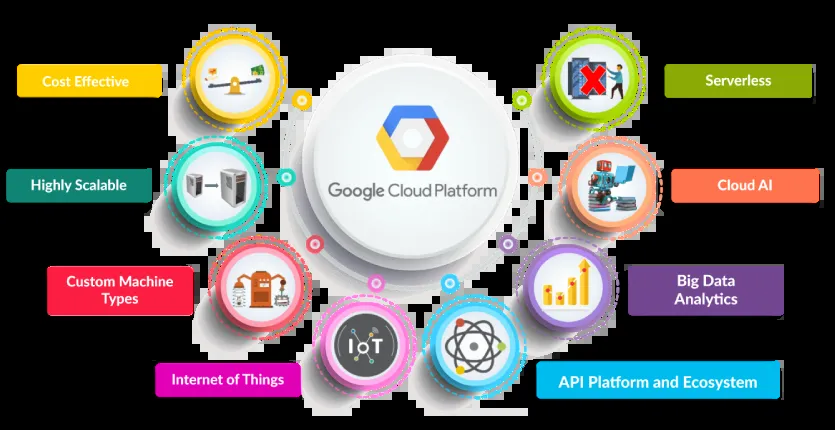 Cost Effective
Serverless
Google Cloud Platform
Highly Scalable
Cloud AI
Custom Machine
Types
Big Data
Analytics
IoT
Internet of Things
API Platform and Ecosystem